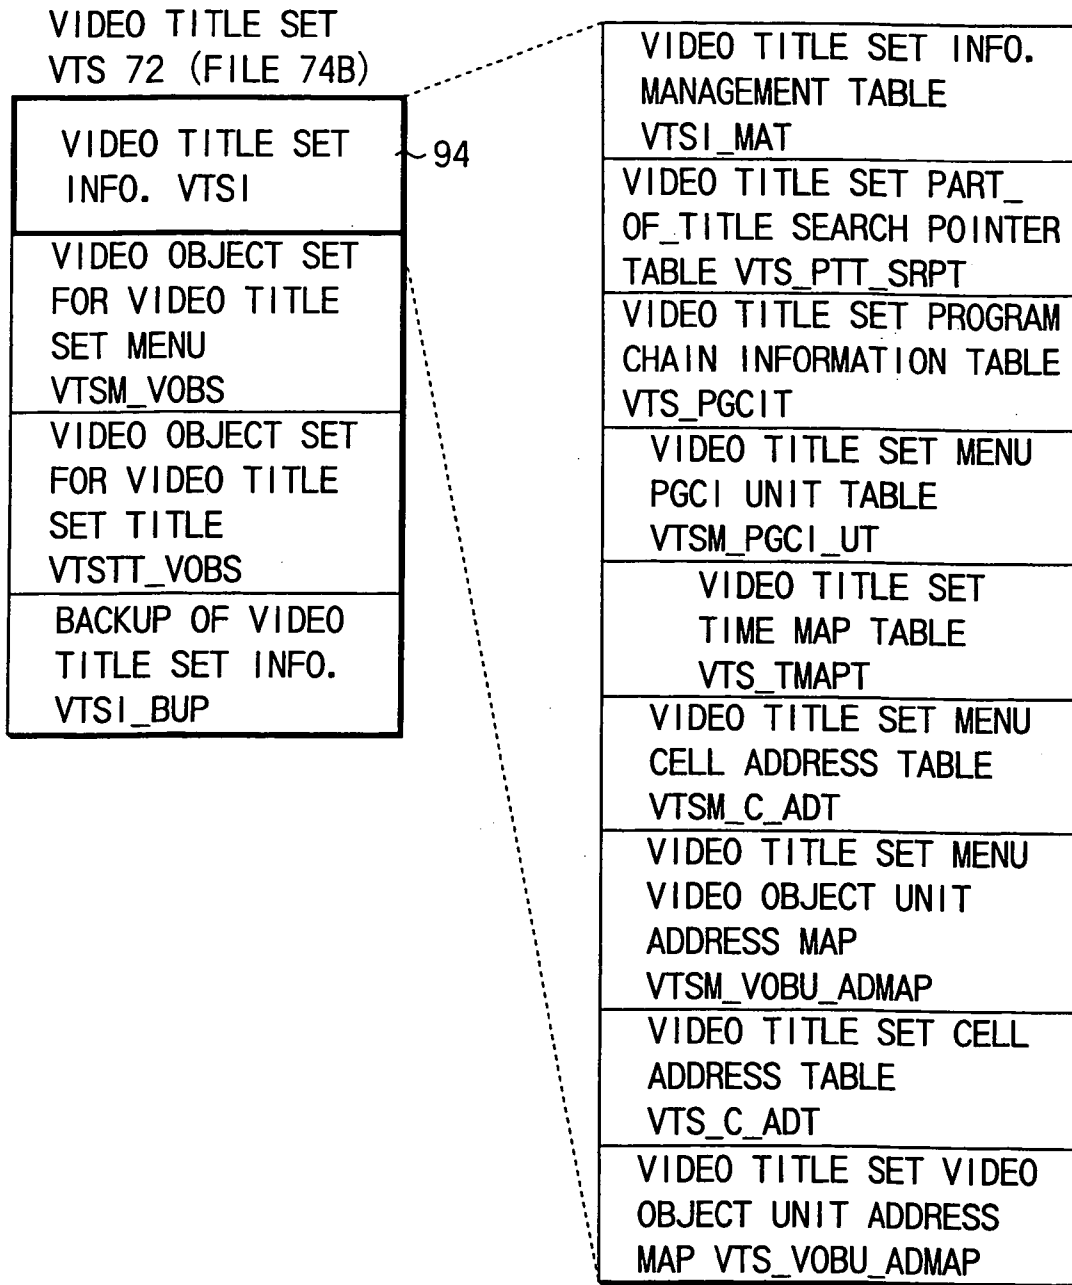 VIDEO TITLE SET
VTS 72 (FILE 74B)
VIDEO TITLE SET
INFO. VTSI
94
VIDEO OBJECT SET
FOR VIDEO TITLE
SET MENU
VTSM_VOBS
VIDEO OBJECT SET
FOR VIDEO TITLE
SET TITLE
VTSTT_VOBS
BACKUP OF VIDEO
TITLE SET INFO.
VTSI_BUP
VIDEO TITLE SET INFO.
MANAGEMENT TABLE
VTSI_MAT
VIDEO TITLE SET PART_
OF_TITLE SEARCH POINTER
TABLE VTS_PTT_SRPT
VIDEO TITLE SET PROGRAM
CHAIN INFORMATION TABLE
VTS_PGCIT
VIDEO TITLE SET MENU
PGCI UNIT TABLE
VTSM_PGCI_UT
VIDEO TITLE SET
TIME MAP TABLE
VTS_TMAPT
VIDEO TITLE SET MENU
CELL ADDRESS TABLE
VTSM_C_ADT
VIDEO TITLE SET MENU
VIDEO OBJECT UNIT
ADDRESS MAP
VTSM_VOBU_ADMAP
VIDEO TITLE SET CELL
ADDRESS TABLE
VTS_C_ADT
VIDEO TITLE SET VIDEO
OBJECT UNIT ADDRESS
MAP VTS_VOBU_ADMAP